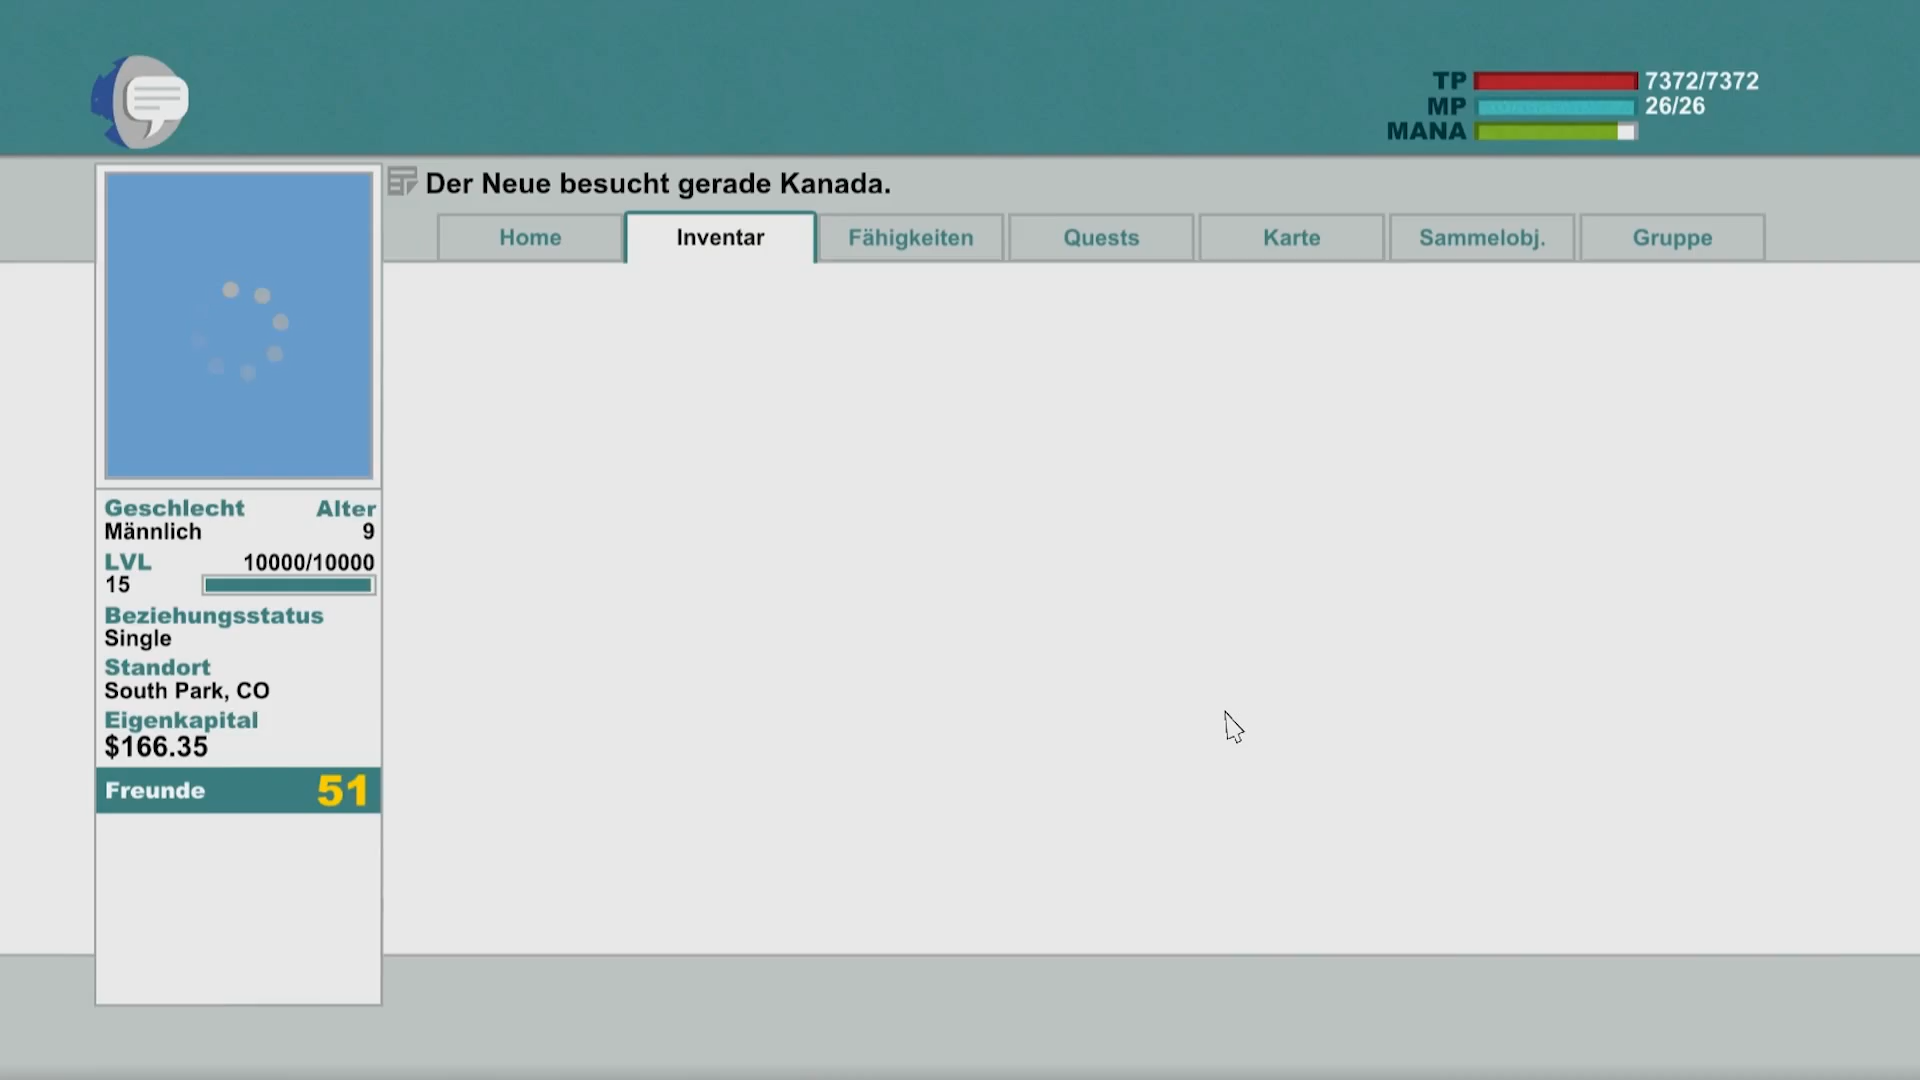 TP 7372/7372
MP 26/26
MANA
Der Neue besucht gerade Kanada.
Home Inventar Fähigkeiten Quests Karte Sammelobj. Gruppe
Geschlecht Alter
Männlich 9
LVL 10000/10000
15
Beziehungsstatus
Single
Standort
South Park, CO
Eigenkapital
$166.35
Freunde 51